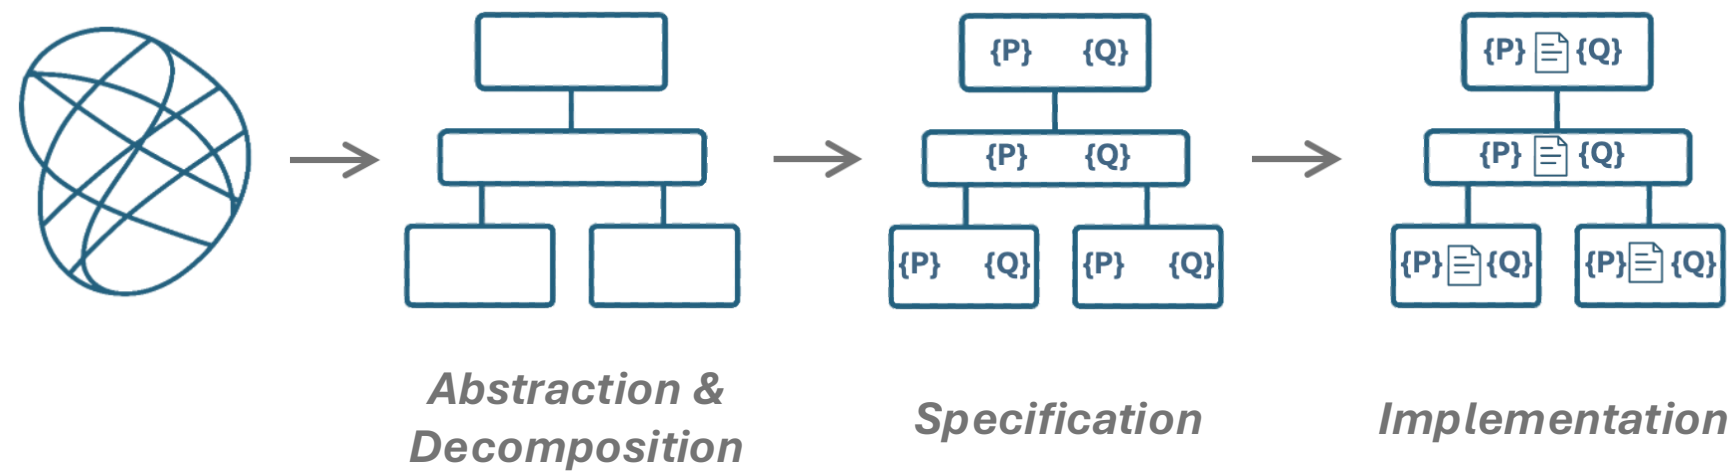 {P} {Q}
{P} {Q}
{P} {Q}
{P} {Q}
{P} {Q}
{P} {Q}
{P} {Q}
{P} {Q}
Abstraction &
Decomposition
Specification
Implementation